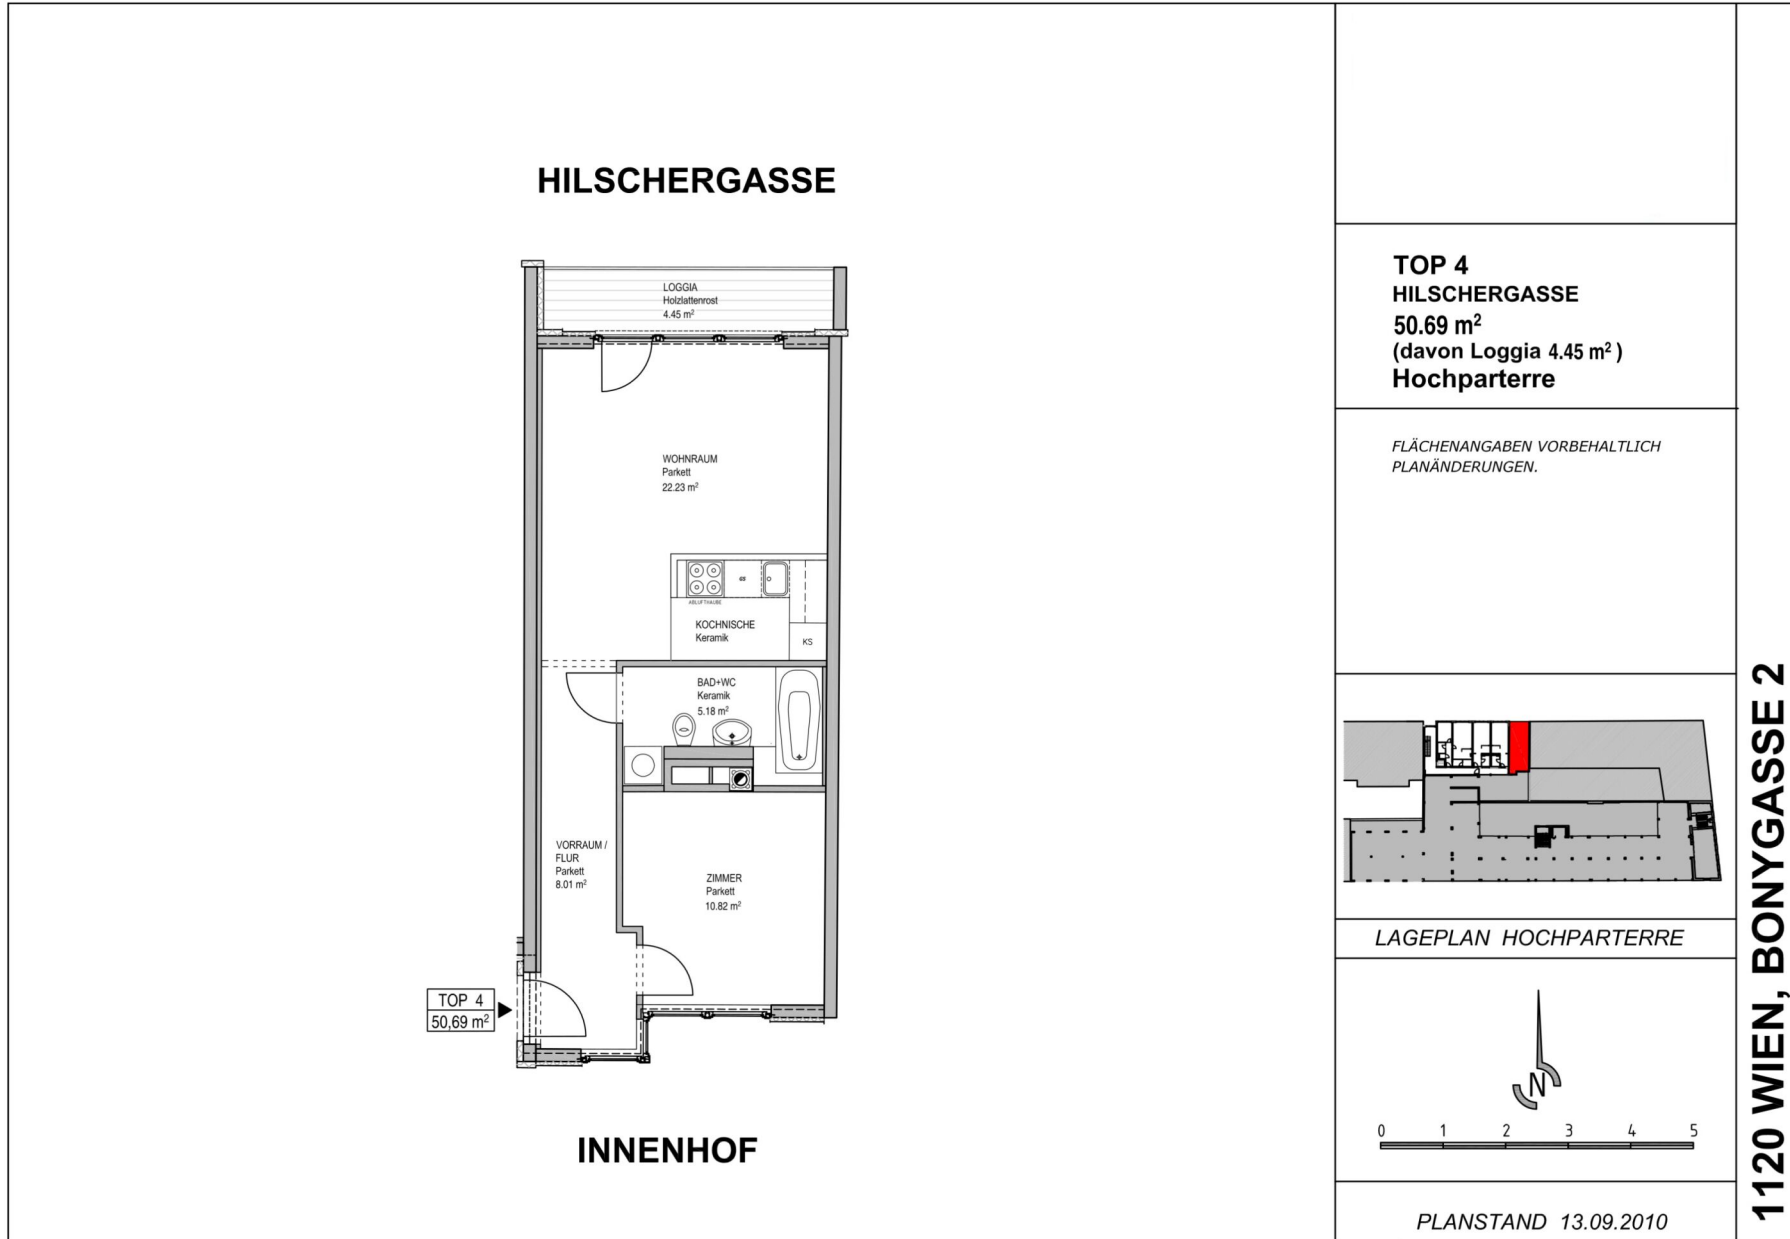 HILSCHERGASSE
LOGGIA
Holzlattenrost
4.45 m²
WOHNRAUM
Parkett
22.23 m²
GS
ABLUFTHAUBE
KOCHNISCHE
Keramik
KS
BAD+WC
Keramik
5.18 m²
VORRAUM /
FLUR
Parkett
8.01 m²
ZIMMER
Parkett
10.82 m²
TOP 4
50,69 m²
INNENHOF
TOP 4
HILSCHERGASSE
50.69 m²
(davon Loggia 4.45 m² )
Hochparterre
FLÄCHENANGABEN VORBEHALTLICH
PLANÄNDERUNGEN.
LAGEPLAN HOCHPARTERRE
N
0 1 2 3 4 5
PLANSTAND 13.09.2010
1120 WIEN, BONYGASSE 2